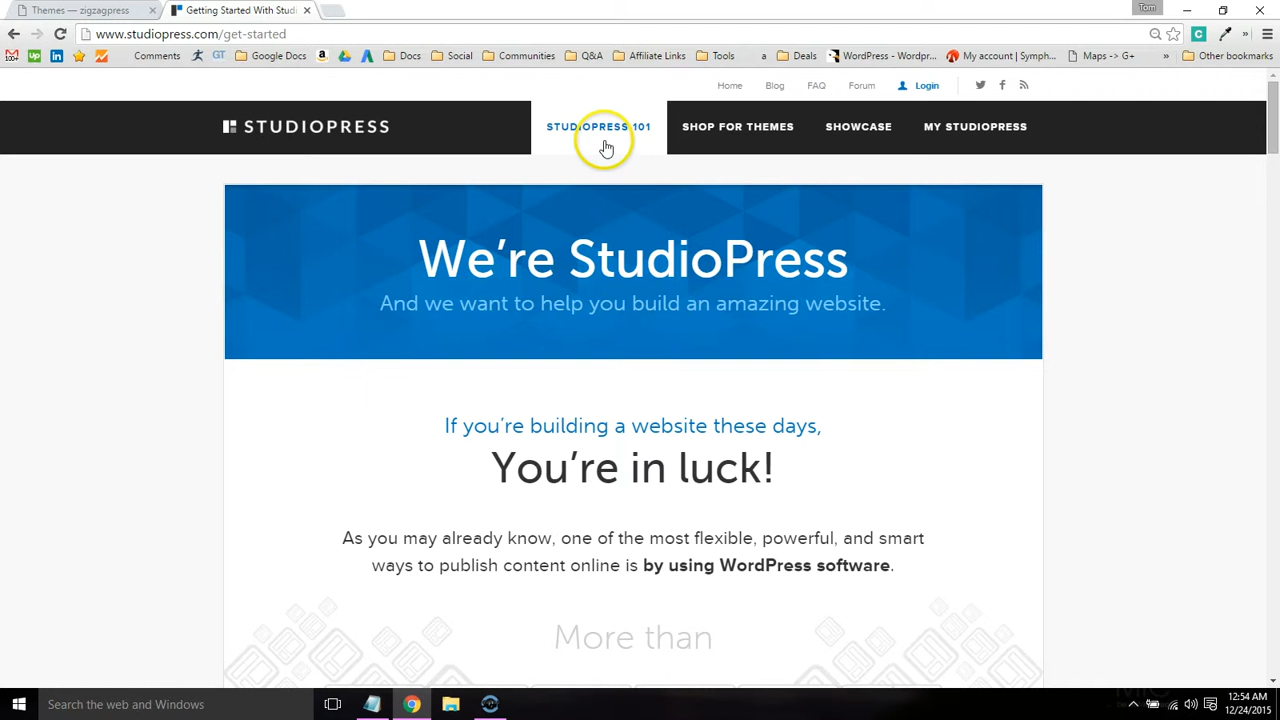 Themes — zigzagpress
Getting Started With Studi
Tom
www.studiopress.com/get-started
Comments
GT
Google Docs
Docs
Social
Communities
Q&A
Affiliate Links
Tools
a
Deals
WordPress - Wordpr...
My account | Symph...
Maps -> G+
»
Other bookmarks
Home
Blog
FAQ
Forum
Login
STUDIOPRESS
STUDIOPRESS 101
SHOP FOR THEMES
SHOWCASE
MY STUDIOPRESS
We're StudioPress
And we want to help you build an amazing website.
If you're building a website these days,
You're in luck!
As you may already know, one of the most flexible, powerful, and smart
ways to publish content online is by using WordPress software.
More than
Search the web and Windows
12:54 AM
12/24/2015